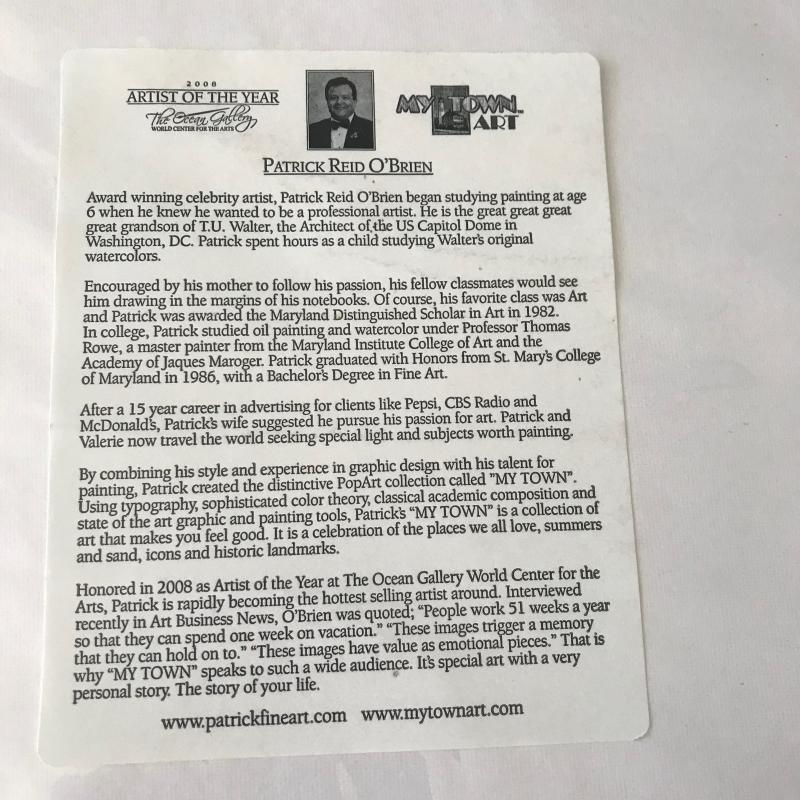 2008
ARTIST OF THE YEAR
The Ocean Gallery
WORLD CENTER FOR THE ARTS
MY TOWN
ART
PATRICK REID O'BRIEN
Award winning celebrity artist, Patrick Reid O'Brien began studying painting at age
6 when he knew he wanted to be a professional artist. He is the great great great
great grandson of T.U. Walter, the Architect of the US Capitol Dome in
Washington, DC. Patrick spent hours as a child studying Walter's original
watercolors.
Encouraged by his mother to follow his passion, his fellow classmates would see
him drawing in the margins of his notebooks. Of course, his favorite class was Art
and Patrick was awarded the Maryland Distinguished Scholar in Art in 1982.
In college, Patrick studied oil painting and watercolor under Professor Thomas
Rowe, a master painter from the Maryland Institute College of Art and the
Academy of Jaques Maroger. Patrick graduated with Honors from St. Mary's College
of Maryland in 1986, with a Bachelor's Degree in Fine Art.
After a 15 year career in advertising for clients like Pepsi, CBS Radio and
McDonald's, Patrick's wife suggested he pursue his passion for art. Patrick and
Valerie now travel the world seeking special light and subjects worth painting.
By combining his style and experience in graphic design with his talent for
painting, Patrick created the distinctive PopArt collection called "MY TOWN".
Using typography, sophisticated color theory, classical academic composition and
state of the art graphic and painting tools, Patrick's "MY TOWN" is a collection of
art that makes you feel good. It is a celebration of the places we all love, summers
and sand, icons and historic landmarks.
Honored in 2008 as Artist of the Year at The Ocean Gallery World Center for the
Arts, Patrick is rapidly becoming the hottest selling artist around. Interviewed
recently in Art Business News, O'Brien was quoted; "People work 51 weeks a year
so that they can spend one week on vacation." "These images trigger a memory
that they can hold on to." "These images have value as emotional pieces." That is
why "MY TOWN" speaks to such a wide audience. It's special art with a very
personal story. The story of your life.
www.patrickfineart.com www.mytownart.com